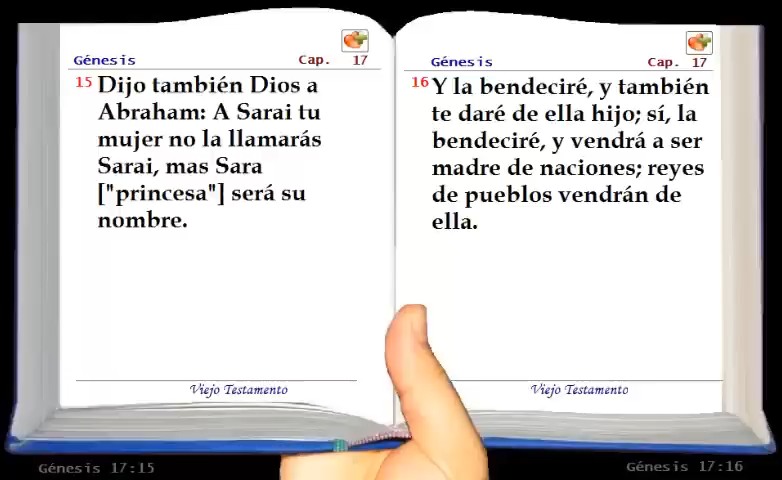 Génesis Cap. 17
15 Dijo también Dios a
Abraham: A Sarai tu
mujer no la llamarás
Sarai, mas Sara
["princesa"] será su
nombre.
Viejo Testamento
Génesis 17:15
Génesis Cap. 17
16 Y la bendeciré, y también
te daré de ella hijo; sí, la
bendeciré, y vendrá a ser
madre de naciones; reyes
de pueblos vendrán de
ella.
Viejo Testamento
Génesis 17:16